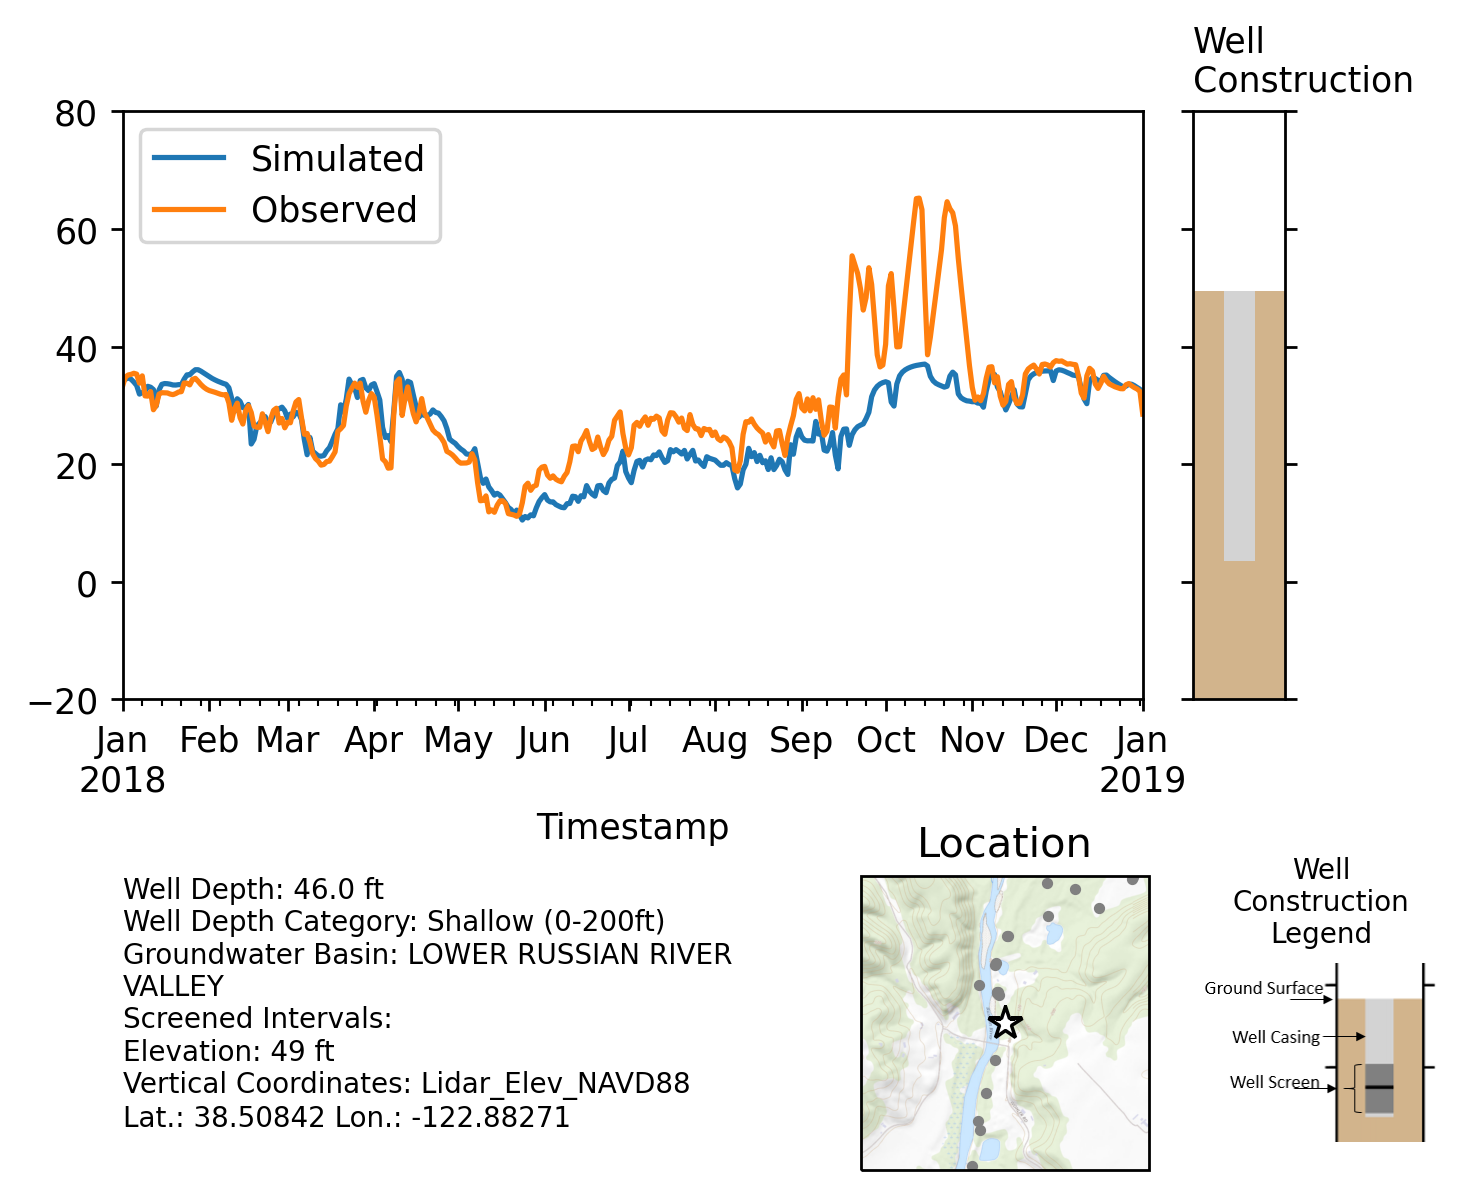 Well
Construction
80
60
40
20
0
−20
Simulated
Observed
Jan Feb Mar Apr May Jun Jul Aug Sep Oct Nov Dec Jan
2018 2019
Timestamp
Well Depth: 46.0 ft
Well Depth Category: Shallow (0-200ft)
Groundwater Basin: LOWER RUSSIAN RIVER
VALLEY
Screened Intervals:
Elevation: 49 ft
Vertical Coordinates: Lidar_Elev_NAVD88
Lat.: 38.50842 Lon.: -122.88271
Location
Well
Construction
Legend
Ground Surface
Well Casing
Well Screen